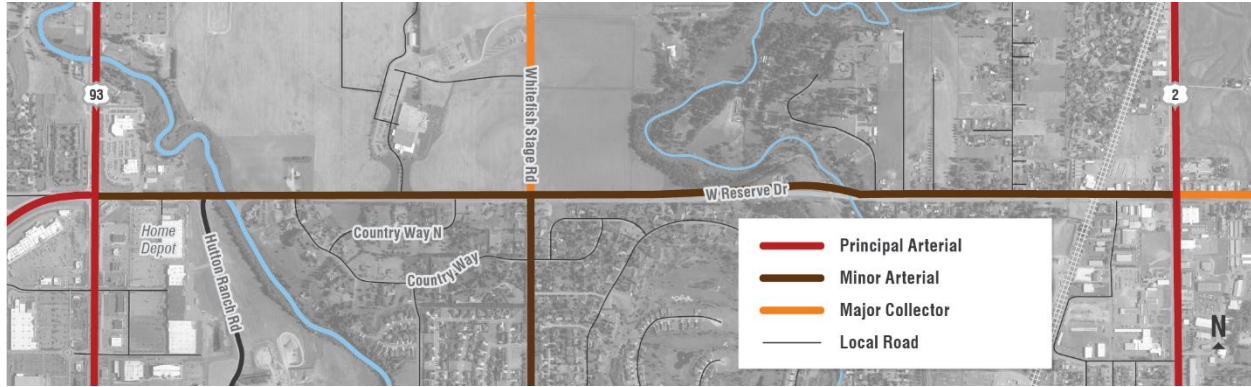 93
2
Whitefish Stage Rd
W Reserve Dr
Home
Depot
Hutton Ranch Rd
Country Way N
Country Way
Principal Arterial
Minor Arterial
Major Collector
Local Road
N